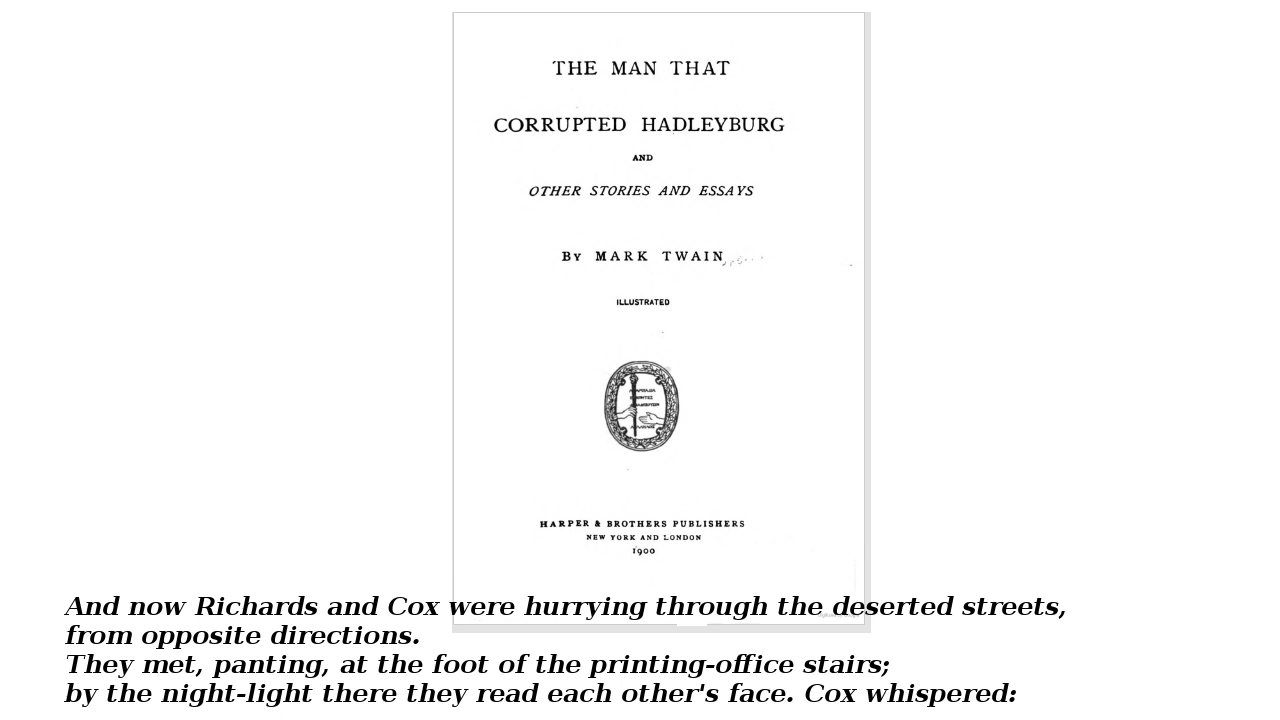 THE MAN THAT
CORRUPTED HADLEYBURG
AND
OTHER STORIES AND ESSAYS
BY MARK TWAIN
ILLUSTRATED
HARPER & BROTHERS PUBLISHERS
NEW YORK AND LONDON
1900
And now Richards and Cox were hurrying through the deserted streets,
from opposite directions.
They met, panting, at the foot of the printing-office stairs;
by the night-light there they read each other's face. Cox whispered: